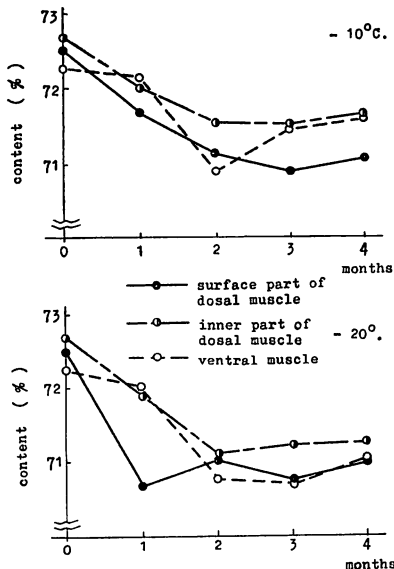 73
- 10°C.
72
content ( % )
71
0
0 1 2 3 4
months
surface part of
dosal muscle
inner part of
dosal muscle
ventral muscle
- 20°.
73
72
content ( % )
71
0 1 2 3 4
months